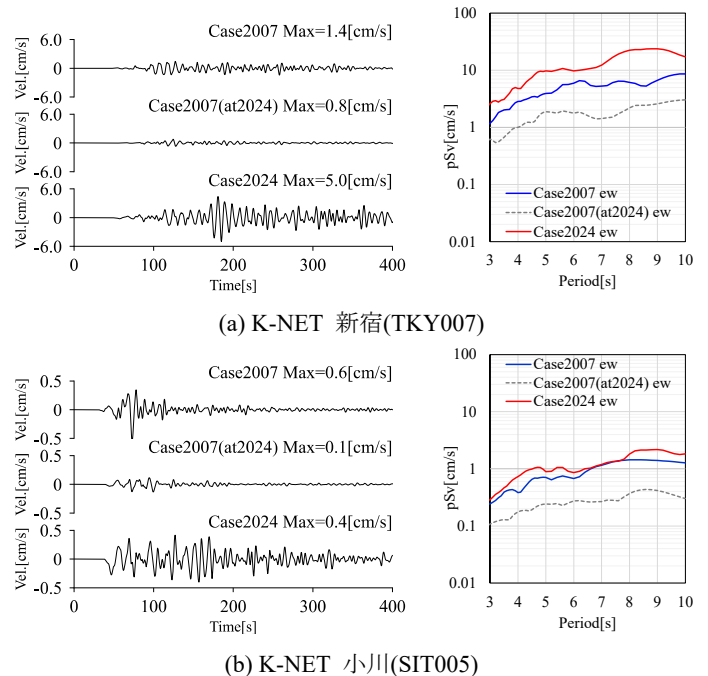 Case2007 Max=1.4[cm/s]
6.0
0
-6.0
Vel.[cm/s]
Case2007(at2024) Max=0.8[cm/s]
6.0
0
-6.0
Vel.[cm/s]
Case2024 Max=5.0[cm/s]
6.0
0
-6.0
Vel.[cm/s]
0 100 200 300 400
Time[s]
100
10
1
0.1
0.01
pSv[cm/s]
Case2007 ew
Case2007(at2024) ew
Case2024 ew
3 4 5 6 7 8 9 10
Period[s]
(a) K-NET 新宿(TKY007)
Case2007 Max=0.6[cm/s]
0.5
0
-0.5
Vel.[cm/s]
Case2007(at2024) Max=0.1[cm/s]
0.5
0
-0.5
Vel.[cm/s]
Case2024 Max=0.4[cm/s]
0.5
0
-0.5
Vel.[cm/s]
0 100 200 300 400
Time[s]
100
10
1
0.1
0.01
pSv[cm/s]
Case2007 ew
Case2007(at2024) ew
Case2024 ew
3 4 5 6 7 8 9 10
Period[s]
(b) K-NET 小川(SIT005)